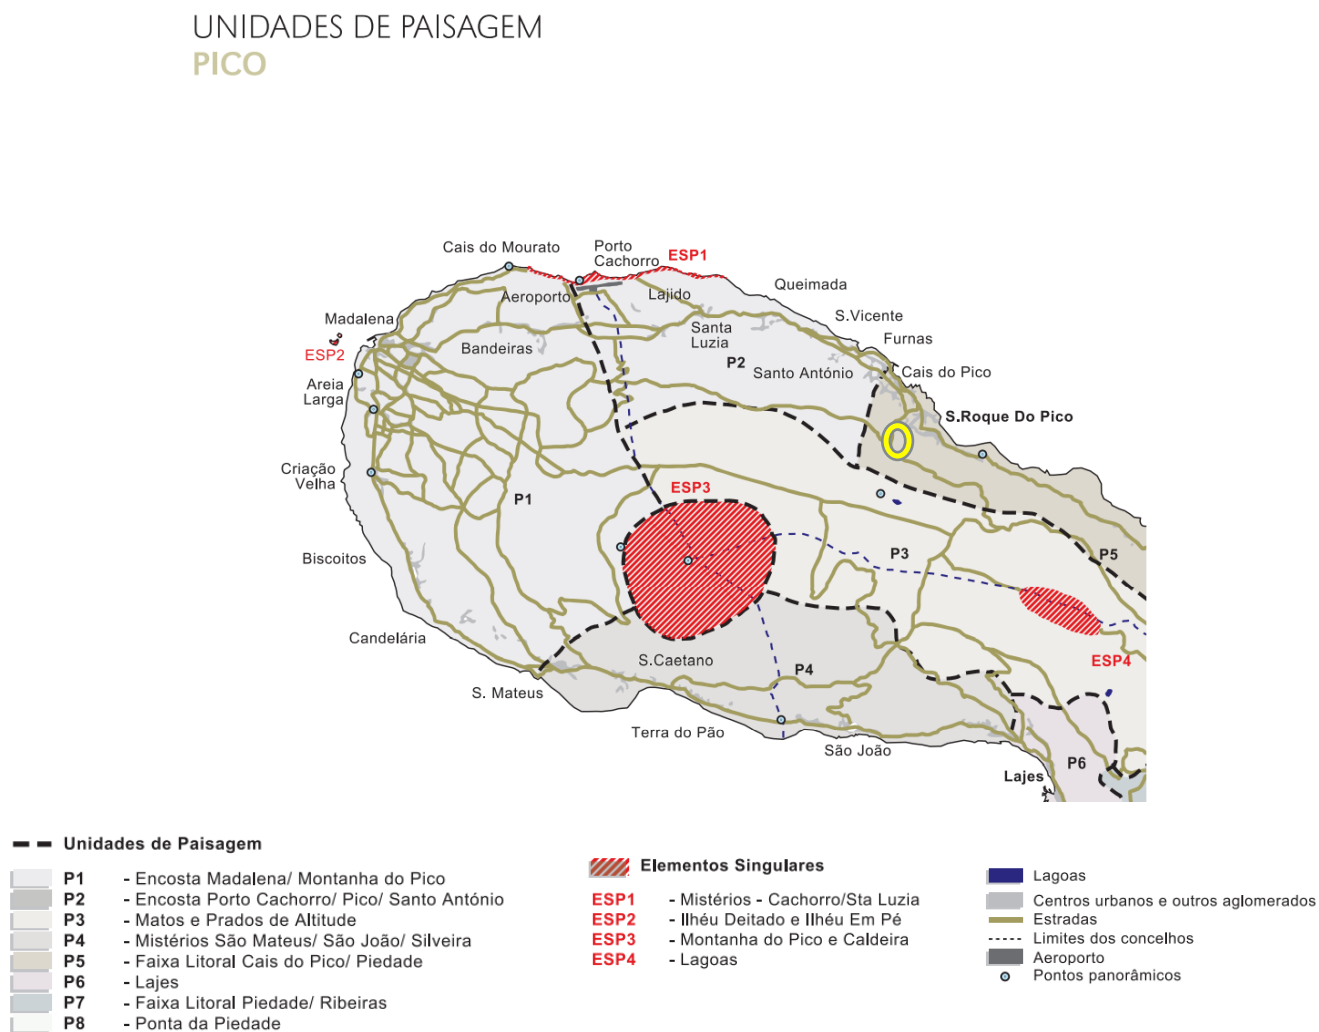 UNIDADES DE PAISAGEM
PICO
Cais do Mourato
Porto
Cachorro
ESP1
Queimada
Aeroporto
Lajido
S.Vicente
Madalena
Santa
Luzia
Furnas
ESP2
Bandeiras
P2
Santo António
Cais do Pico
Areia
Larga
S.Roque Do Pico
Criação
Velha
P1
ESP3
Biscoitos
P3
P5
Candelária
S.Caetano
P4
ESP4
S. Mateus
Terra do Pão
São João
P6
Lajes
Unidades de Paisagem
P1 - Encosta Madalena/ Montanha do Pico
P2 - Encosta Porto Cachorro/ Pico/ Santo António
P3 - Matos e Prados de Altitude
P4 - Mistérios São Mateus/ São João/ Silveira
P5 - Faixa Litoral Cais do Pico/ Piedade
P6 - Lajes
P7 - Faixa Litoral Piedade/ Ribeiras
P8 - Ponta da Piedade
Elementos Singulares
ESP1 - Mistérios - Cachorro/Sta Luzia
ESP2 - Ilhéu Deitado e Ilhéu Em Pé
ESP3 - Montanha do Pico e Caldeira
ESP4 - Lagoas
Lagoas
Centros urbanos e outros aglomerados
Estradas
Limites dos concelhos
Aeroporto
Pontos panorâmicos